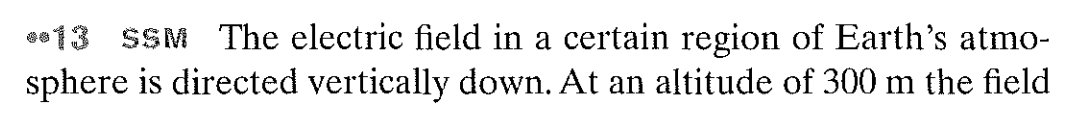 ••13 SSM The electric field in a certain region of Earth's atmo-
sphere is directed vertically down. At an altitude of 300 m the field